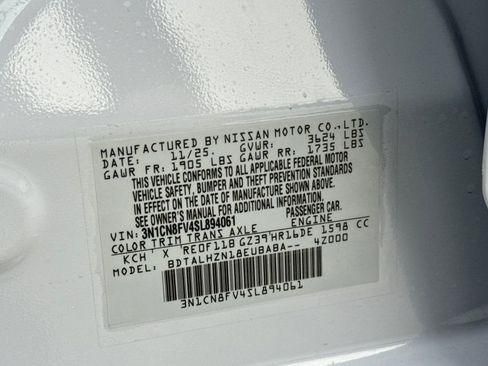 MANUFACTURED BY NISSAN MOTOR CO., LTD.
DATE: 11/25. GVWR: 3624 LBS
GAWR FR: 1905 LBS GAWR RR: 1735 LBS
THIS VEHICLE CONFORMS TO ALL APPLICABLE FEDERAL MOTOR
VEHICLE SAFETY, BUMPER AND THEFT PREVENTION STANDARDS
IN EFFECT ON THE DATE OF MANUFACTURE SHOWN ABOVE.
SEE OWNER'S MANUAL FOR ADDITIONAL INFORMATION.
VIN: 3N1CN8FV4SL894061 PASSENGER CAR.
COLOR TRIM TRANS AXLE ENGINE
KCH X RE0F11B GZ39 HR16DE 1598 CC
MODEL: BDTALHZN18EUBABA-- 4Z000
3N1CN8FV4SL894061